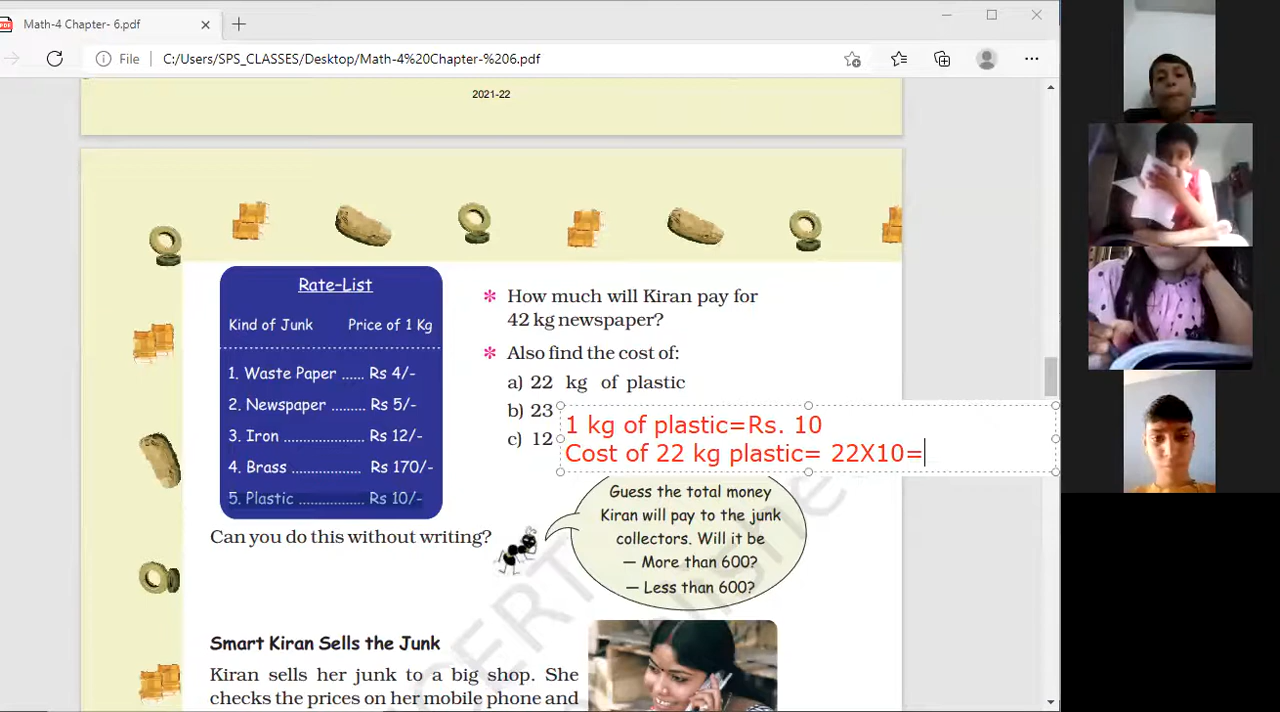 Math-4 Chapter- 6.pdf
File
C:/Users/SPS_CLASSES/Desktop/Math-4%20Chapter-%206.pdf
2021-22
Rate-List
Kind of Junk Price of 1 Kg
1. Waste Paper ...... Rs 4/-
2. Newspaper ......... Rs 5/-
3. Iron ..................... Rs 12/-
4. Brass ................. Rs 170/-
5. Plastic ................ Rs 10/-
* How much will Kiran pay for
42 kg newspaper?
* Also find the cost of:
a) 22 kg of plastic
b) 23
c) 12
1 kg of plastic=Rs. 10
Cost of 22 kg plastic= 22X10=
Can you do this without writing?
Guess the total money
Kiran will pay to the junk
collectors. Will it be
— More than 600?
— Less than 600?
Smart Kiran Sells the Junk
Kiran sells her junk to a big shop. She
checks the prices on her mobile phone and